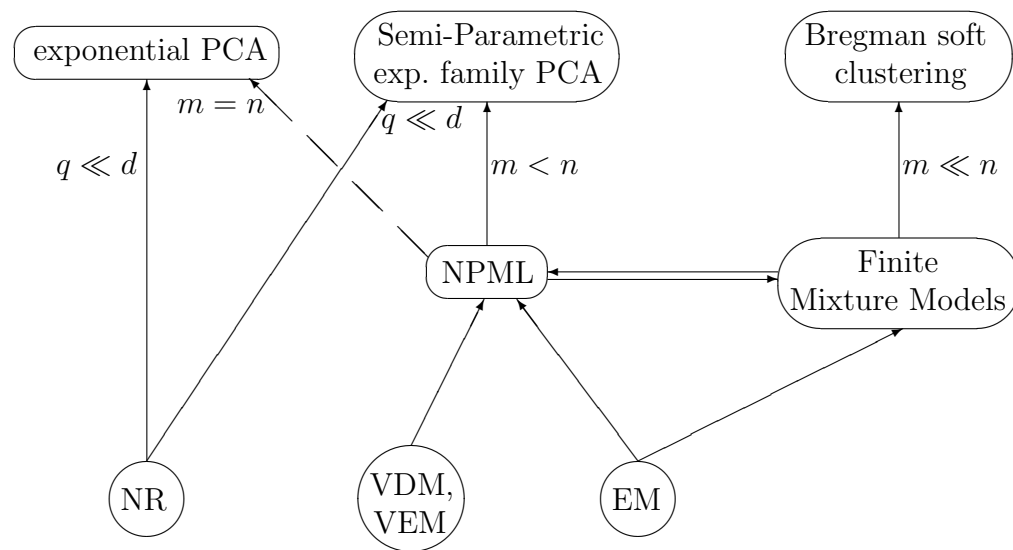 exponential PCA
Semi-Parametric
exp. family PCA
Bregman soft
clustering
m = n
q ≪ d
q ≪ d
m < n
m ≪ n
NPML
Finite
Mixture Models
NR
VDM,
VEM
EM